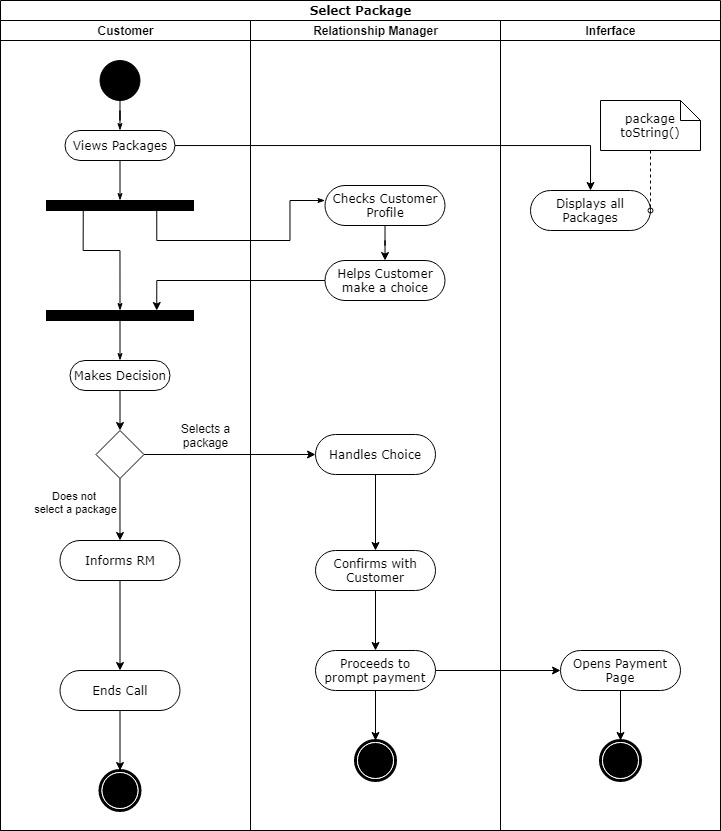 Select Package
Customer
Relationship Manager
Inferface
package
toString()
Views Packages
Checks Customer
Profile
Displays all
Packages
Helps Customer
make a choice
Makes Decision
Selects a
package
Handles Choice
Does not
select a package
Informs RM
Confirms with
Customer
Proceeds to
prompt payment
Opens Payment
Page
Ends Call